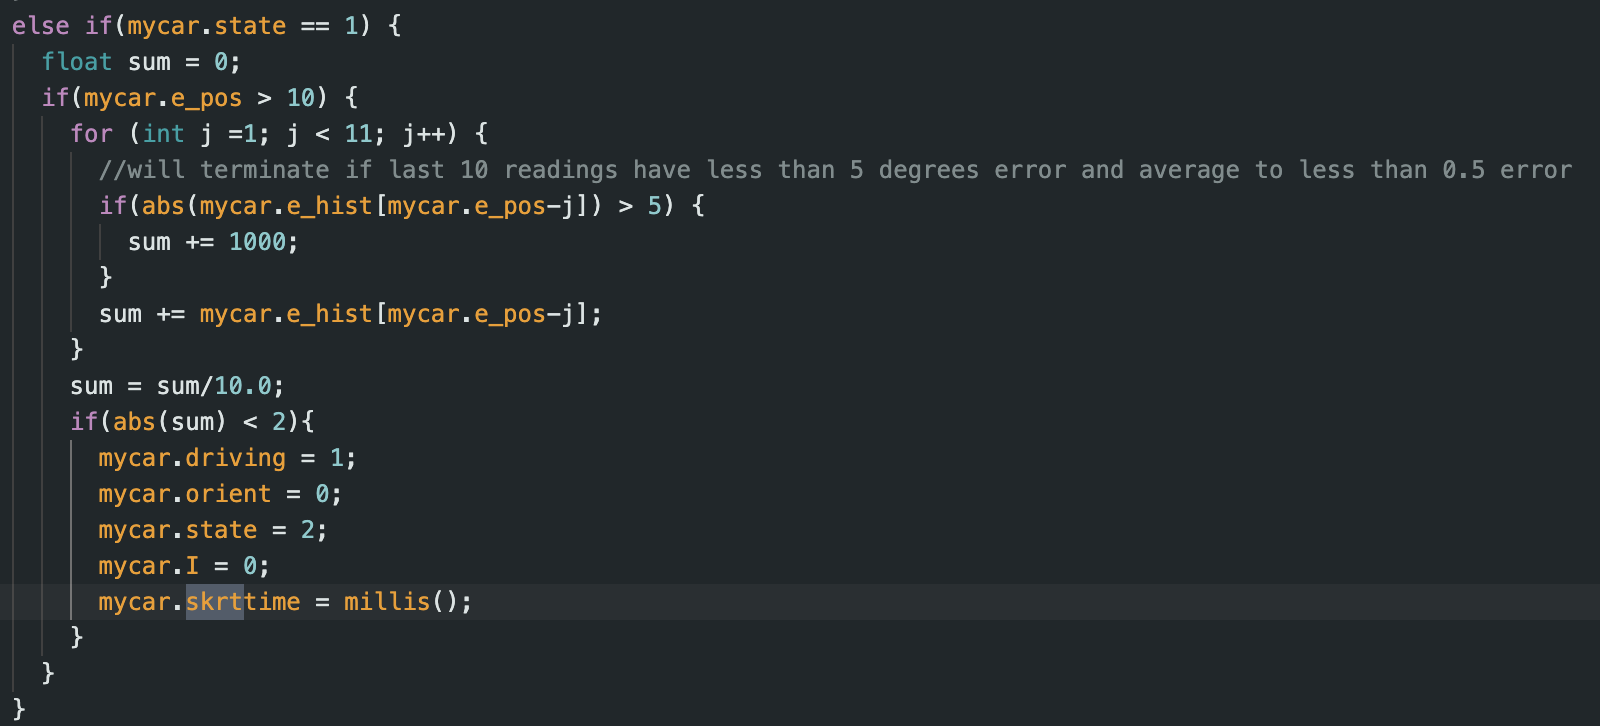 else if(mycar.state == 1) {
  float sum = 0;
  if(mycar.e_pos > 10) {
    for (int j =1; j < 11; j++) {
      //will terminate if last 10 readings have less than 5 degrees error and average to less than 0.5 error
      if(abs(mycar.e_hist[mycar.e_pos-j]) > 5) {
        sum += 1000;
      }
      sum += mycar.e_hist[mycar.e_pos-j];
    }
    sum = sum/10.0;
    if(abs(sum) < 2){
      mycar.driving = 1;
      mycar.orient = 0;
      mycar.state = 2;
      mycar.I = 0;
      mycar.skrttime = millis();
    }
  }
}